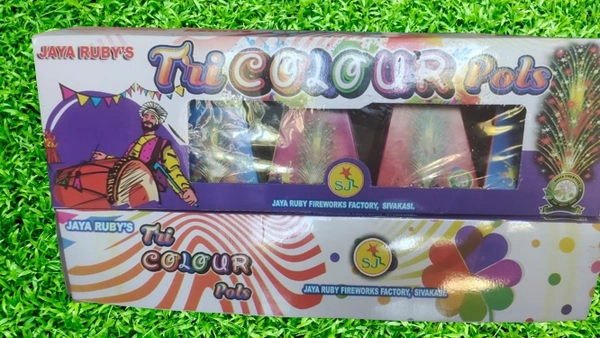 JAYA RUBY'S
Tri COLOUR Pots
SJ
JAYA RUBY FIREWORKS FACTORY, SIVAKASI.
JAYA RUBY'S
Tri
COLOUR
Pots
SJ
JAYA RUBY FIREWORKS FACTORY, SIVAKASI.